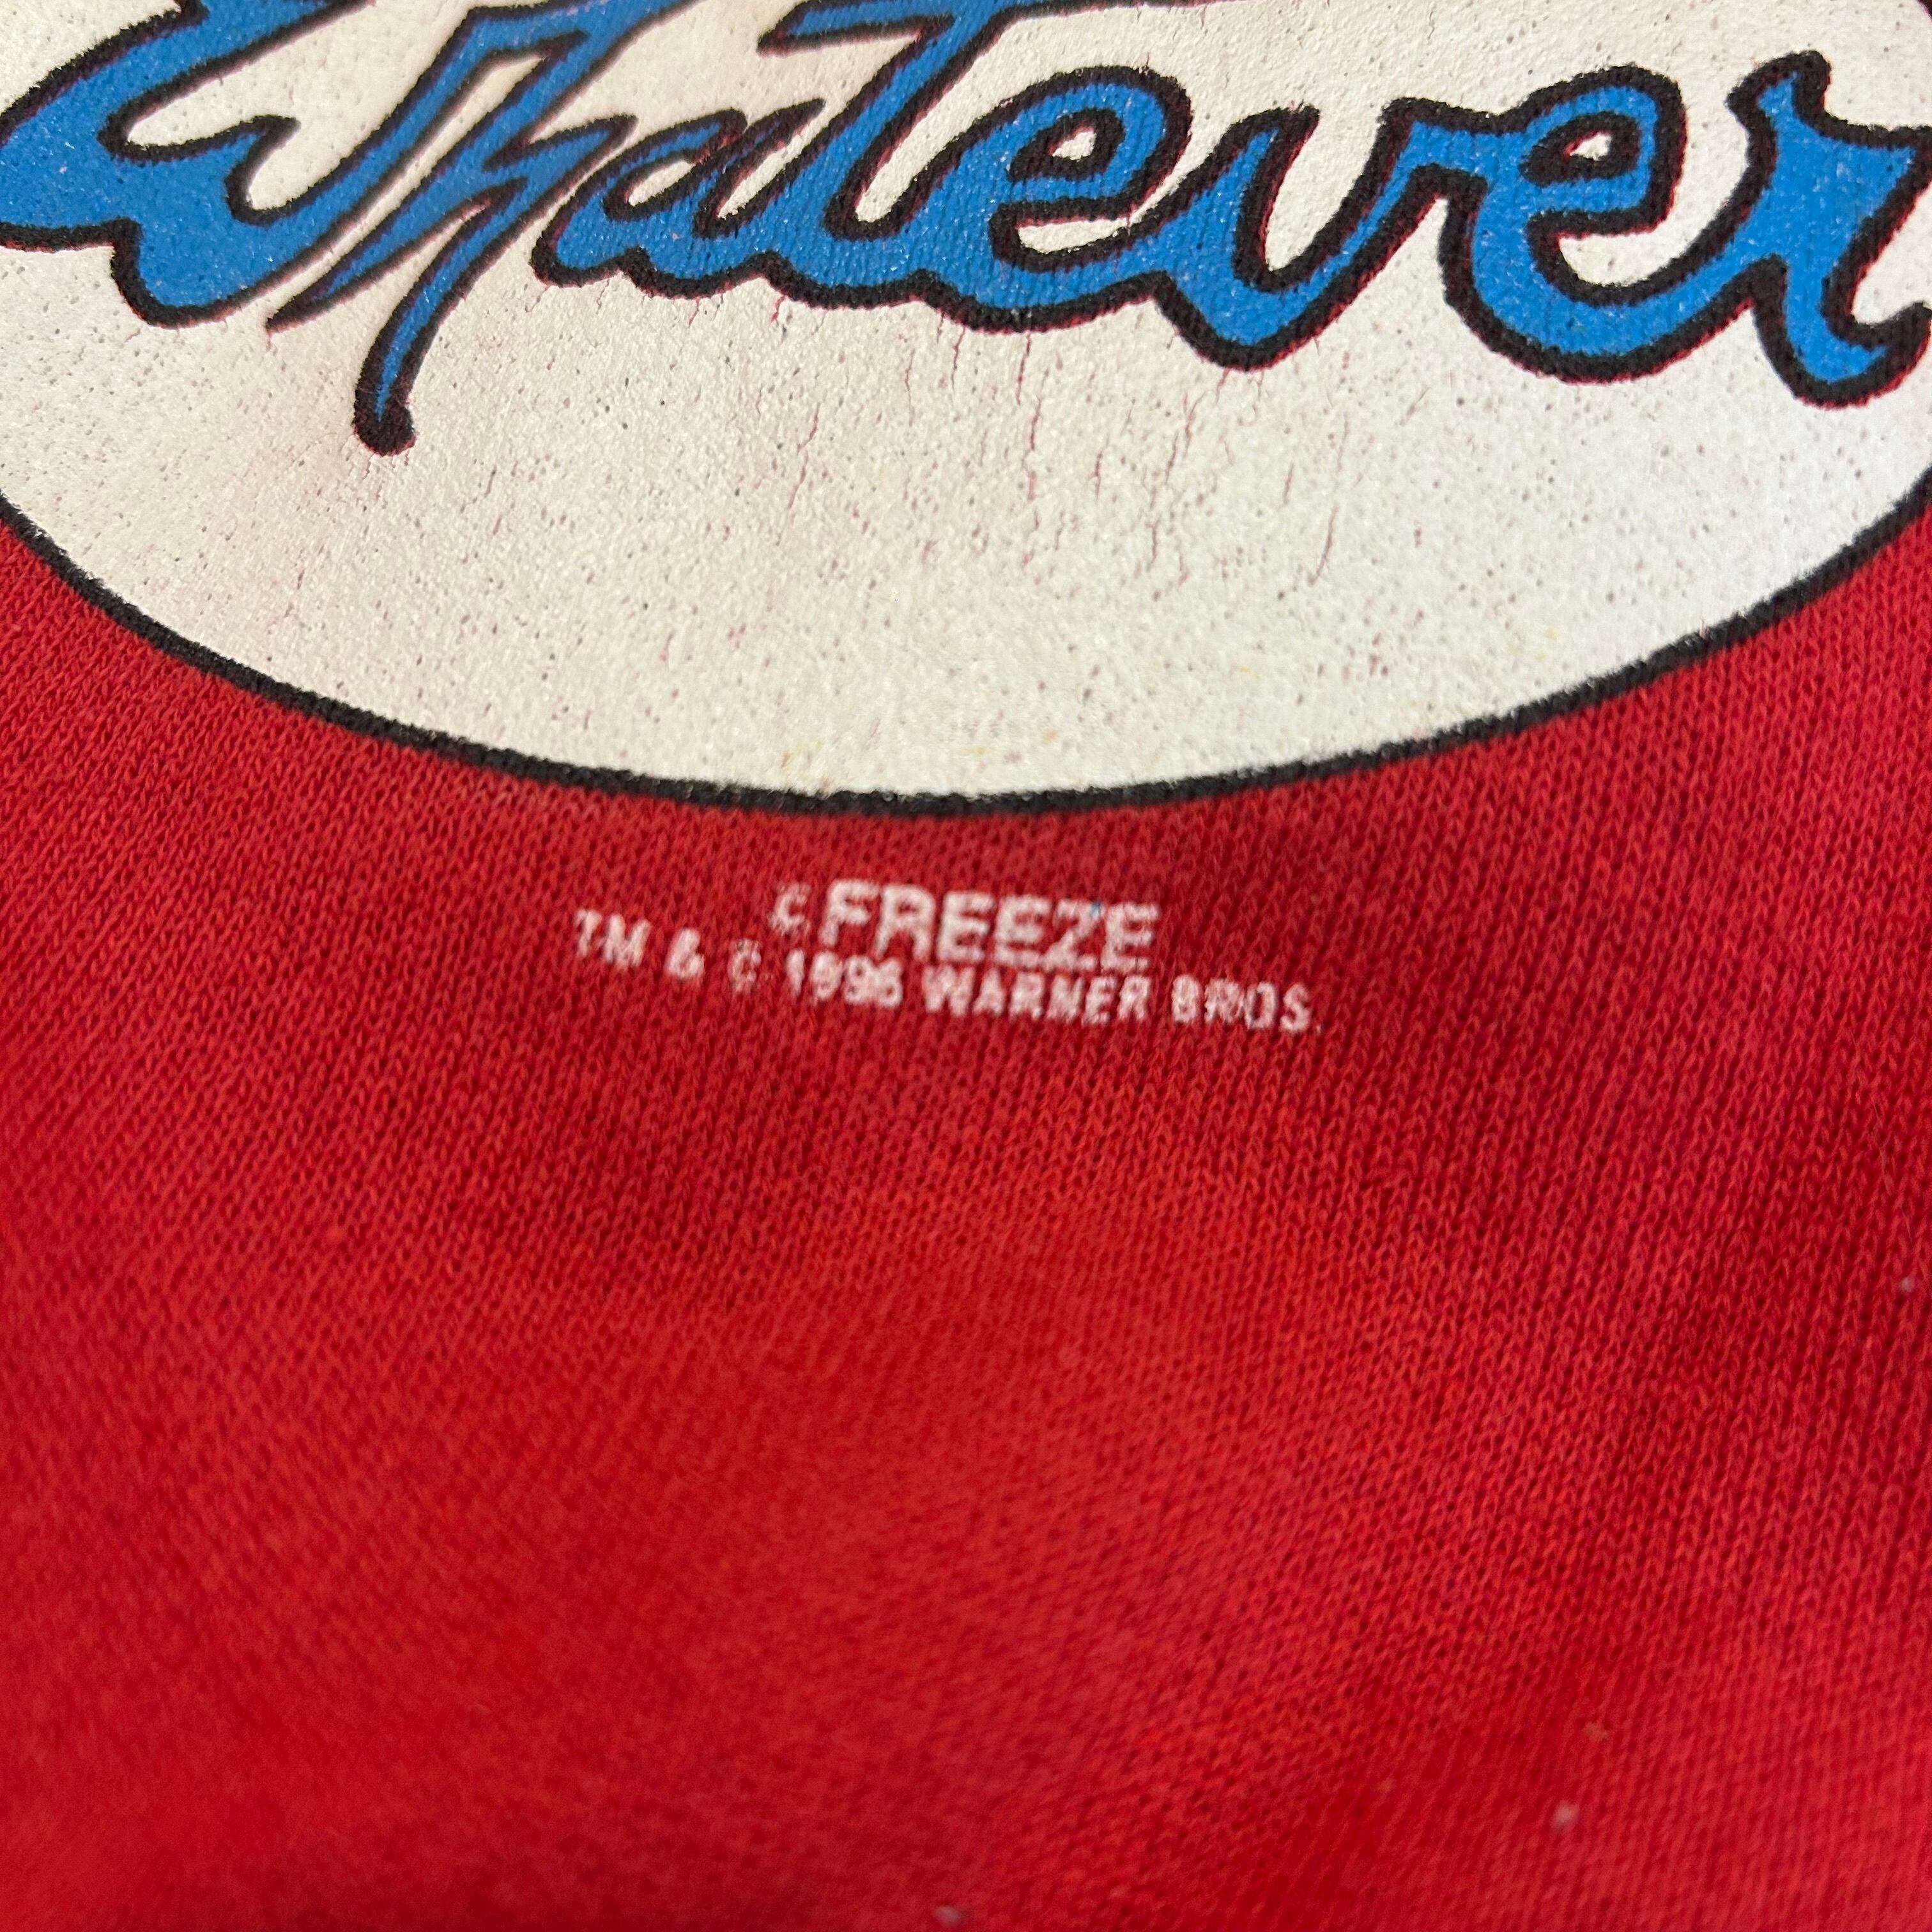 Whatever
© FREEZE
TM & © 1996 WARNER BROS.